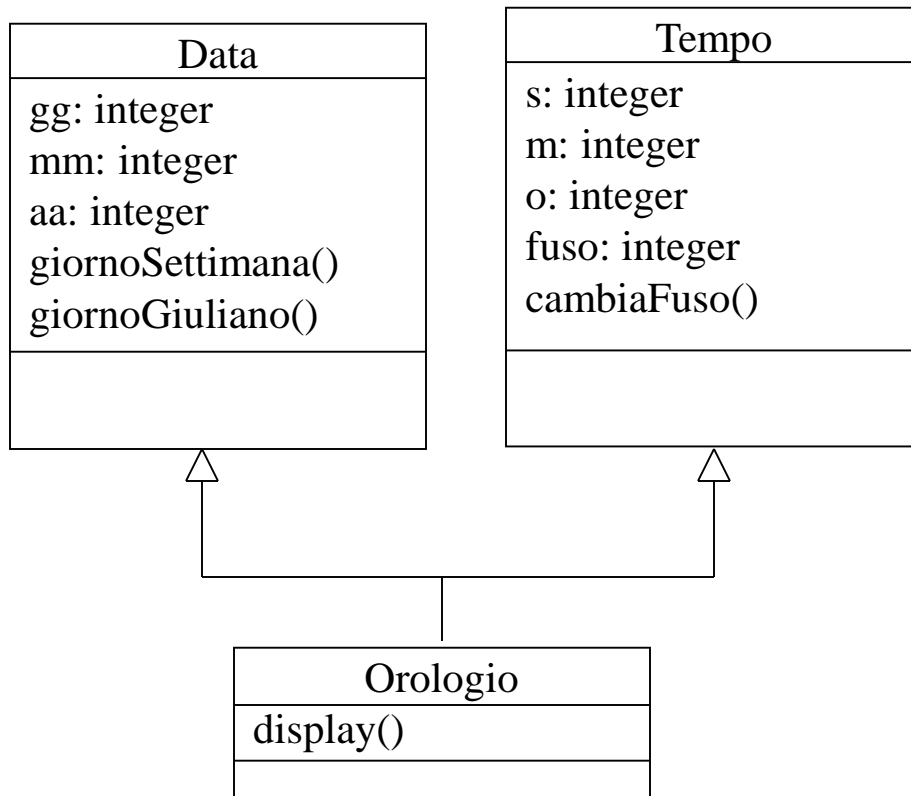 Data
gg: integer
mm: integer
aa: integer
giornoSettimana()
giornoGiuliano()
Tempo
s: integer
m: integer
o: integer
fuso: integer
cambiaFuso()
Orologio
display()